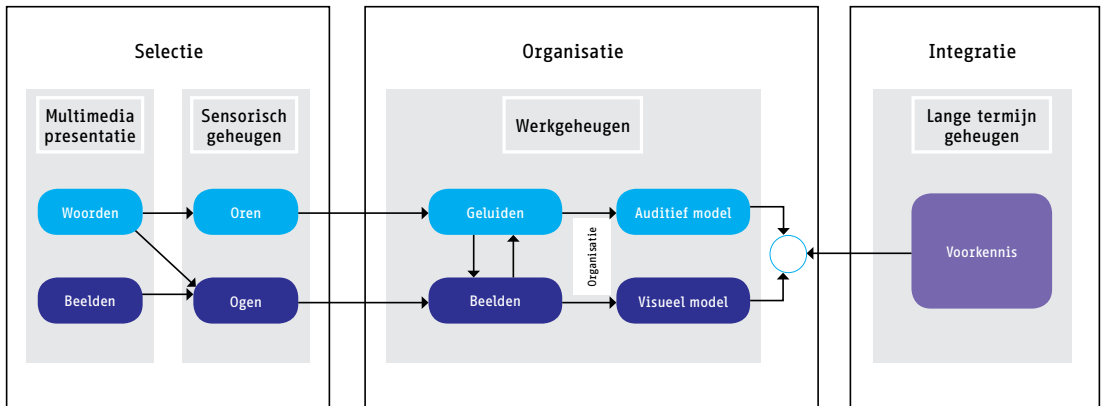 Selectie
Multimedia
presentatie
Sensorisch
geheugen
Woorden
Oren
Beelden
Ogen
Organisatie
Werkgeheugen
Geluiden
Auditief model
Organisatie
Beelden
Visueel model
Integratie
Lange termijn
geheugen
Voorkennis